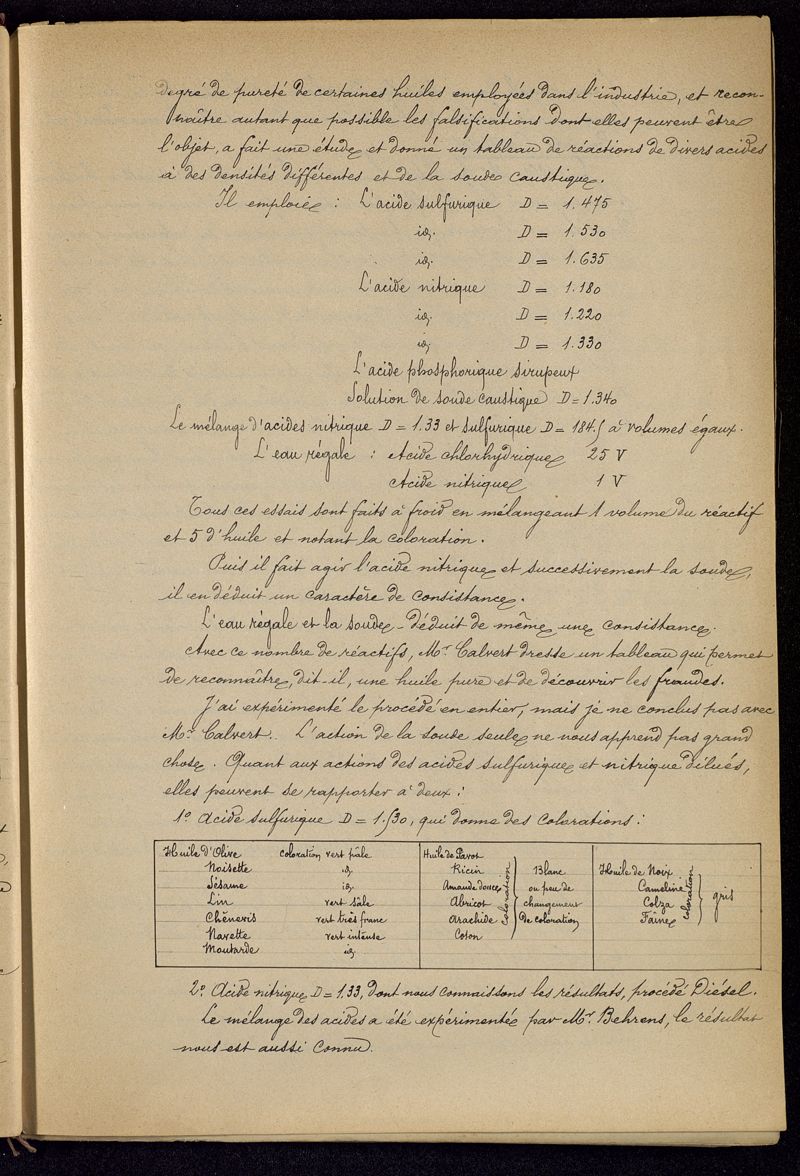 degré de pureté de certaines huiles employées dans l'industrie, et recon-
naître autant que possible les falsifications dont elles peuvent être
l'objet, a fait une étude et donné un tableau de réactions de divers acides
à des densités différentes et de la soude caustique.
Il emploie : L'acide sulfurique D = 1.475
id. D = 1.530
id. D = 1.635
L'acide nitrique D = 1.180
id. D = 1.220
id. D = 1.330
L'acide phosphorique sirupeux
Solution de soude caustique D = 1.340
Le mélange d'acides nitrique D = 1.33 et sulfurique D = 184.5 à volumes égaux.
L'eau régale : Acide chlorhydrique 25 V
Acide nitrique 1 V
Tous ces essais sont faits à froid en mélangeant 1 volume du réactif
et 5 d'huile et notant la coloration.
Puis il fait agir l'acide nitrique et successivement la soude,
il en déduit un caractère de consistance.
L'eau régale et la soude - déduit de même une consistance.
Avec ce nombre de réactifs, Mr Calvert dresse un tableau qui permet
de reconnaître, dit-il, une huile pure et de découvrir les fraudes.
J'ai expérimenté le procédé en entier, mais je ne conclus pas avec
Mr Calvert. L'action de la soude seule ne nous apprend pas grand
chose. Quant aux actions des acides sulfurique et nitrique dilués,
elles peuvent se rapporter à deux :
1º Acide sulfurique D = 1.530, qui donne des colorations :
Huile d'Olive coloration vert pâle
Noisette id.
Sésame id.
Lin vert sâle
Chênevis vert très franc
Navette vert intense
Moutarde id.
Huile de Pavot
Ricin
Amande douce
Abricot
Arachide
Coton
coloration
Blanc
ou peu de
changement
de coloration
Huile de Noix
Cameline
Colza
Faîne
coloration
gris
2º Acide nitrique D = 1.33, dont nous connaissons les résultats, procédé Diésel.
Le mélange des acides a été expérimentée par Mr Behrens, le résultat
nous est aussi connu.